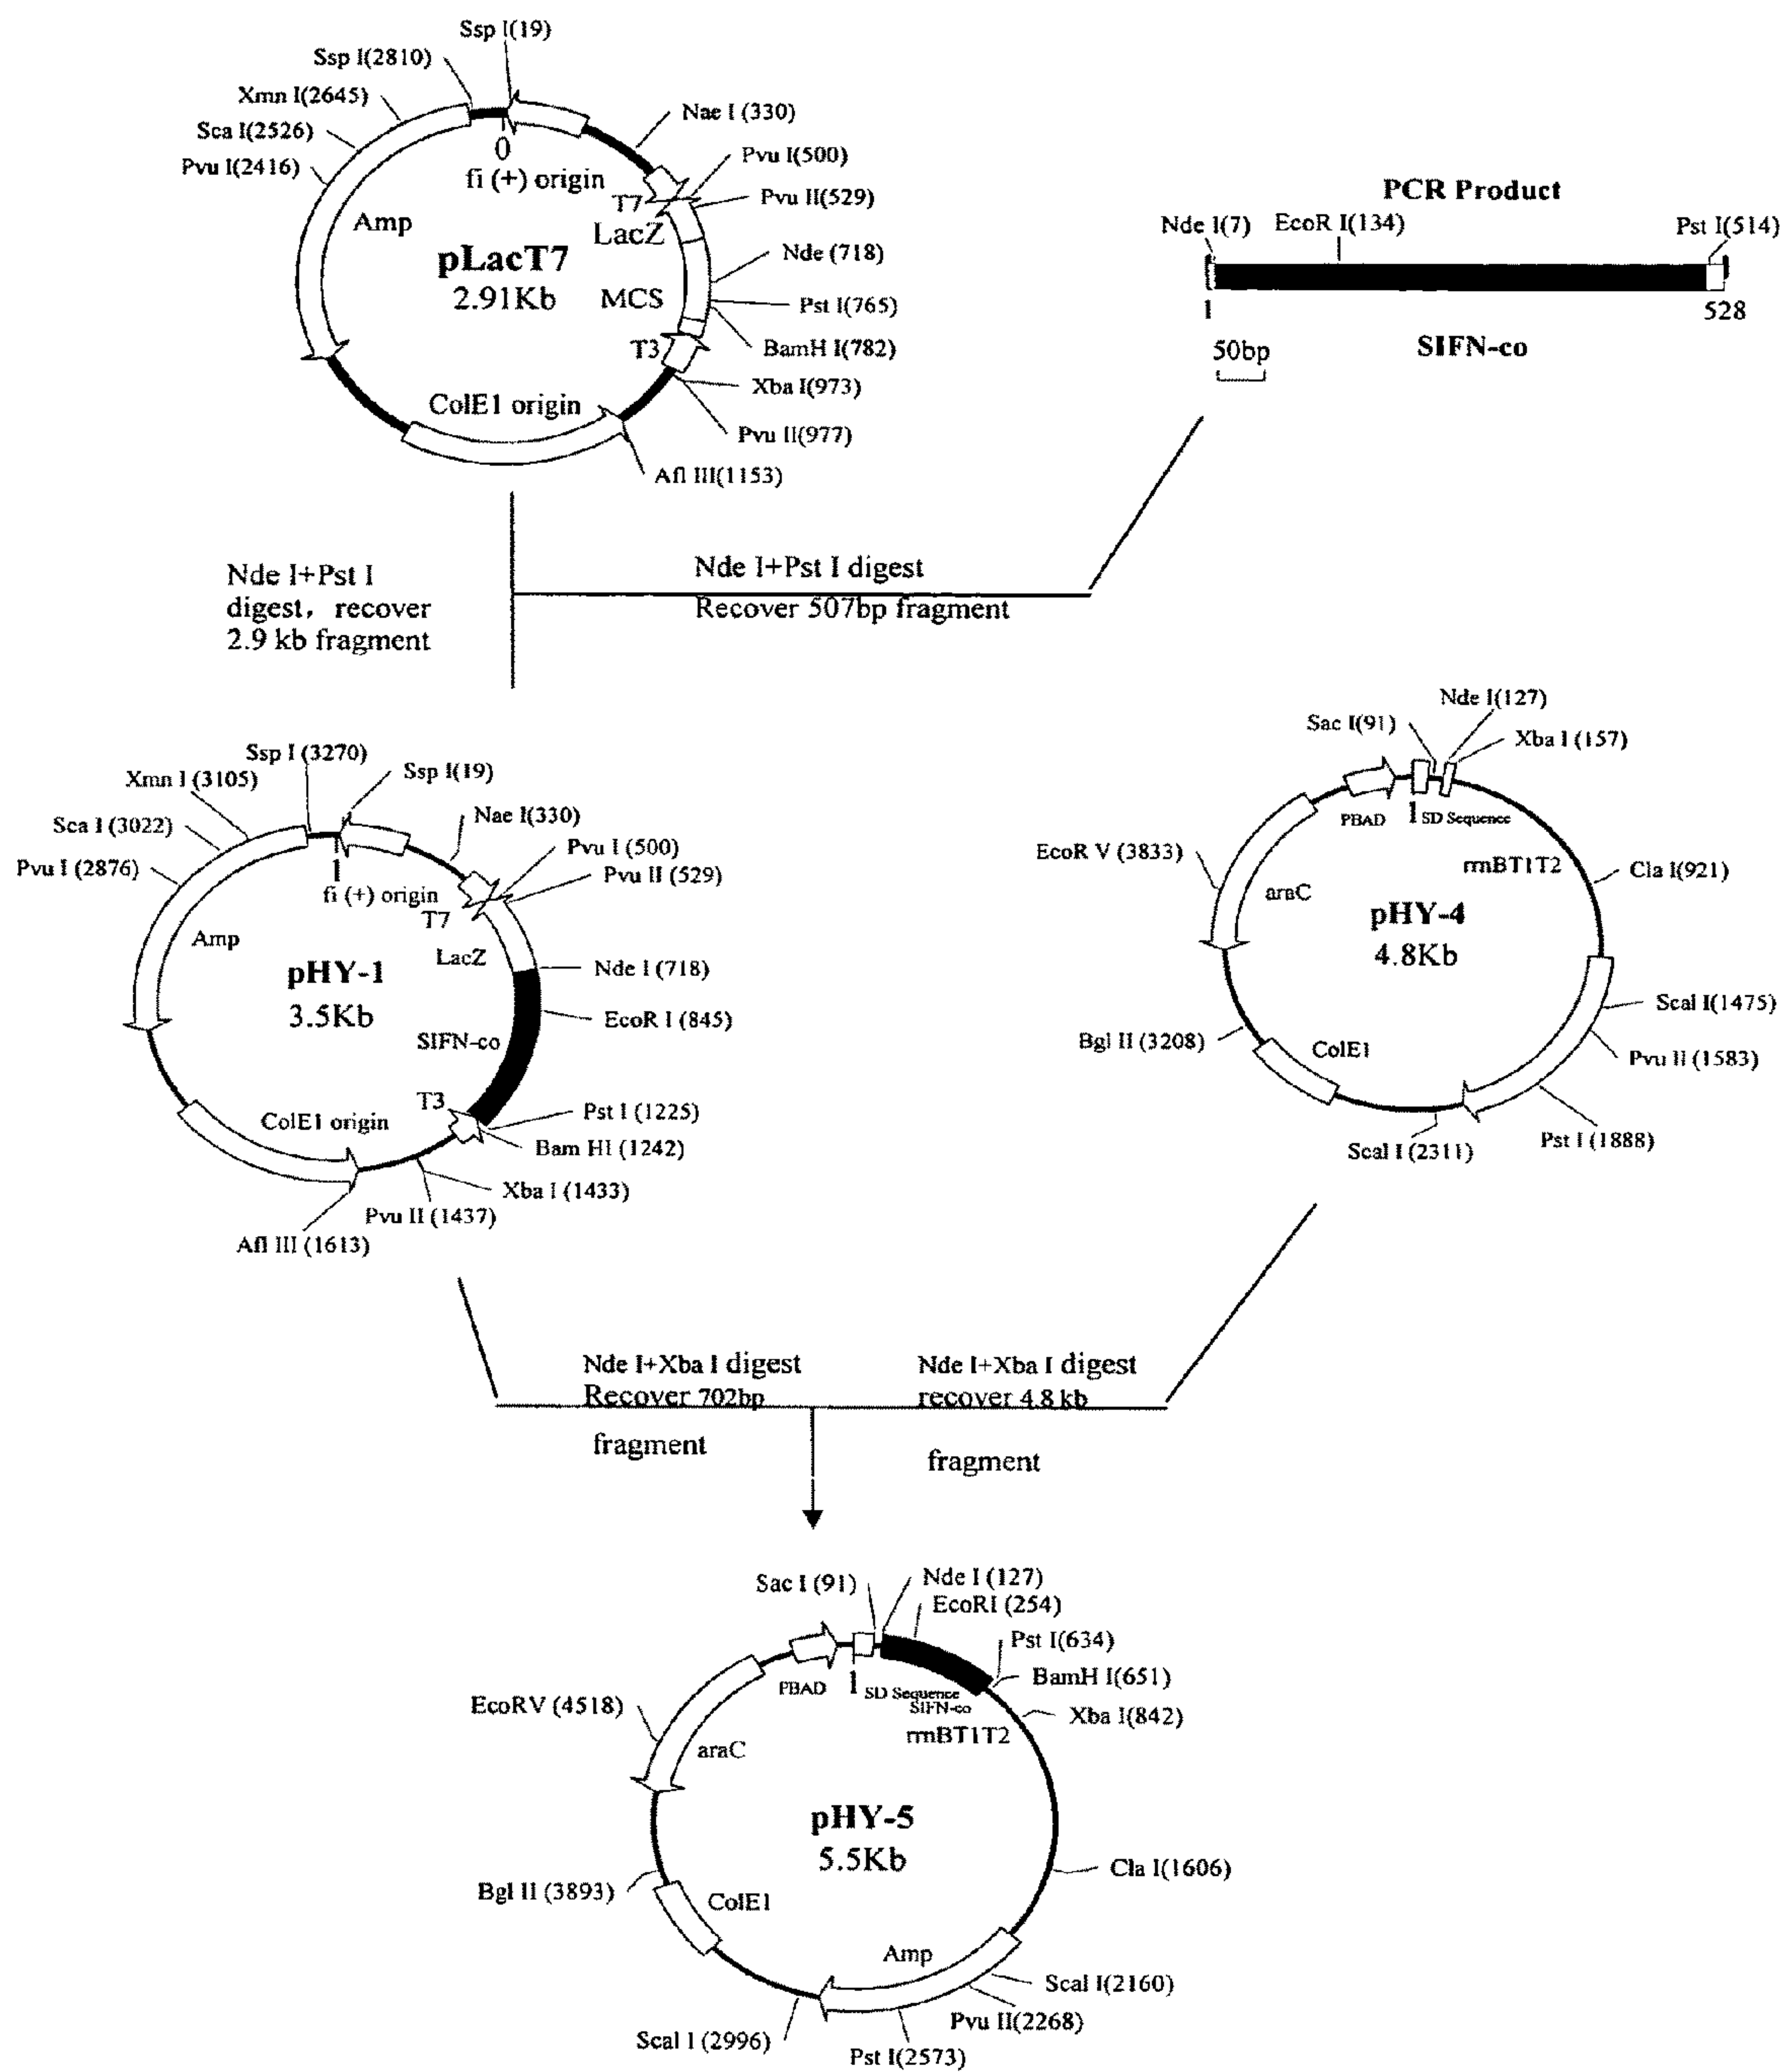 Ssp I(19)
Ssp I(2810)
Xmn I(2645)
Sca I(2526)
Pvu I(2416)
Nae I (330)
Pvu I(500)
Pvu II(529)
Nde (718)
Pst I(765)
BamH I(782)
Xba I(973)
Pvu II(977)
Afl III(1153)
0
fi (+) origin
T7
LacZ
Amp
pLacT7
2.91Kb
MCS
T3
ColE1 origin
PCR Product
Nde I(7)
EcoR I(134)
Pst I(514)
1
528
50bp
SIFN-co
Nde I+Pst I
digest, recover
2.9 kb fragment
Nde I+Pst I digest
Recover 507bp fragment
Ssp I (3270)
Xmn I (3105)
Sca I (3022)
Pvu I (2876)
Ssp I(19)
Nae I(330)
Pvu I (500)
Pvu II (529)
Nde I (718)
EcoR I (845)
Pst I (1225)
Bam HI (1242)
Xba I (1433)
Pvu II (1437)
Afl III (1613)
1
fi (+) origin
T7
Amp
LacZ
pHY-1
3.5Kb
SIFN-co
T3
ColE1 origin
Nde I(127)
Sac I(91)
Xba I (157)
PBAD
1
SD Sequence
EcoR V (3833)
rrnBT1T2
Cla I(921)
araC
pHY-4
4.8Kb
ScaI I(1475)
Bgl II (3208)
ColE1
Pvu II (1583)
Pst I (1888)
ScaI I (2311)
Nde I+Xba I digest
Recover 702bp
fragment
Nde I+Xba I digest
recover 4.8 kb
fragment
Sac I (91)
Nde I (127)
EcoRI (254)
Pst I(634)
BamH I(651)
Xba I(842)
PBAD
1
SD Sequence
SIFN-co
rrnBT1T2
EcoRV (4518)
araC
pHY-5
5.5Kb
Cla I(1606)
Bgl II (3893)
ColE1
Amp
ScaI I(2160)
Pvu II(2268)
ScaI I (2996)
Pst I(2573)